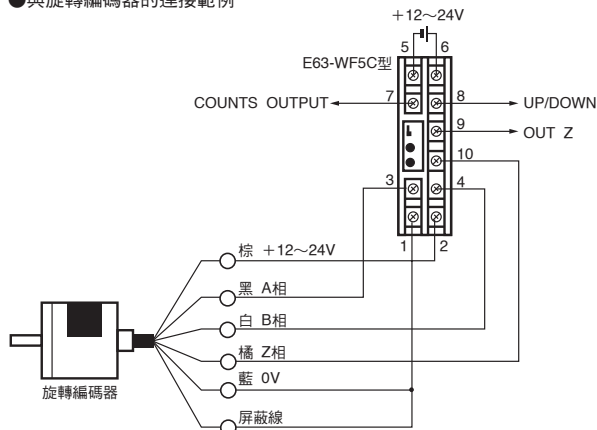 ●與旋轉編碼器的連接範例
＋12～24V
5 6
E63-WF5C型
COUNTS OUTPUT 7 8 UP/DOWN
9 OUT Z
10
3 4
1 2
棕 ＋12～24V
黑 A相
白 B相
橘 Z相
藍 0V
屏蔽線
旋轉編碼器